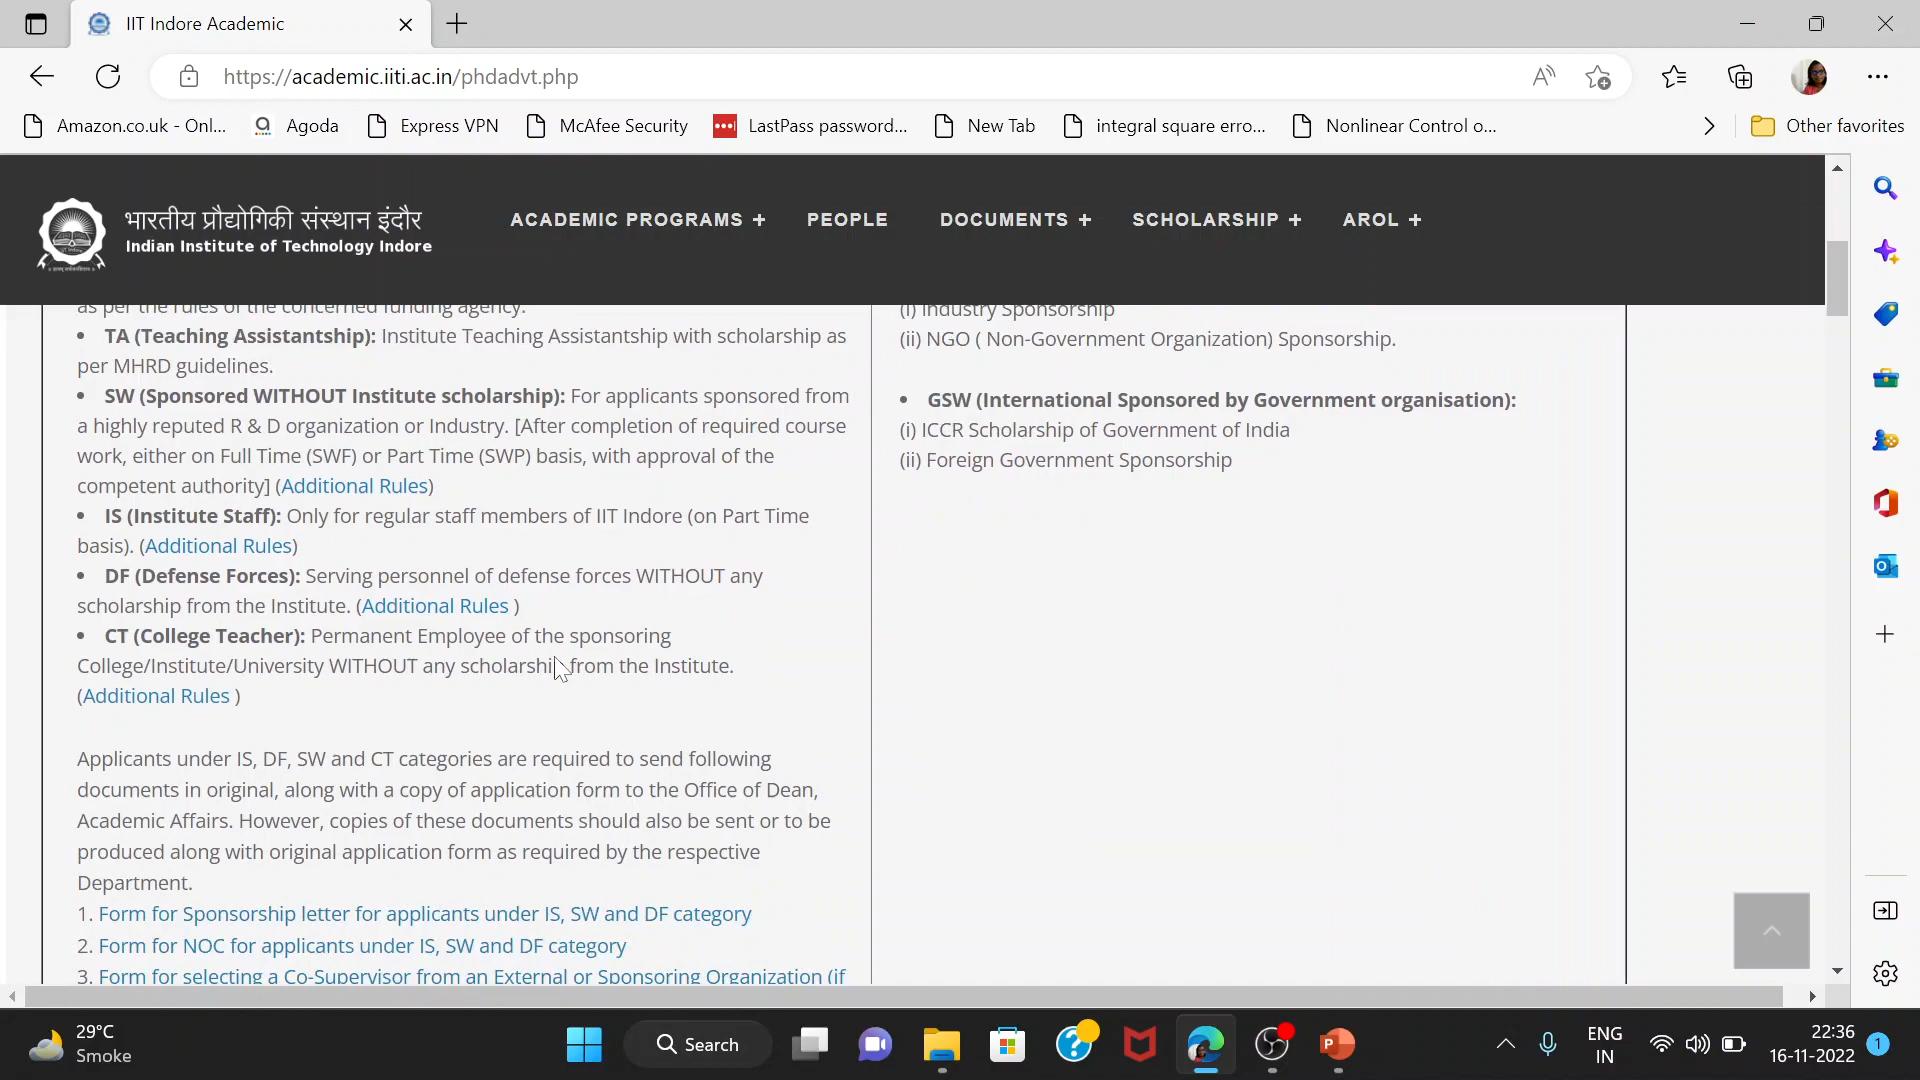 IIT Indore Academic
https://academic.iiti.ac.in/phdadvt.php
Amazon.co.uk - Onl...
Agoda
Express VPN
McAfee Security
LastPass password...
New Tab
integral square erro...
Nonlinear Control o...
Other favorites
भारतीय प्रौद्योगिकी संस्थान इंदौर
Indian Institute of Technology Indore
ACADEMIC PROGRAMS +
PEOPLE
DOCUMENTS +
SCHOLARSHIP +
AROL +
as per the rules of the concerned funding agency.
• TA (Teaching Assistantship): Institute Teaching Assistantship with scholarship as
per MHRD guidelines.
• SW (Sponsored WITHOUT Institute scholarship): For applicants sponsored from
a highly reputed R & D organization or Industry. [After completion of required course
work, either on Full Time (SWF) or Part Time (SWP) basis, with approval of the
competent authority] (Additional Rules)
• IS (Institute Staff): Only for regular staff members of IIT Indore (on Part Time
basis). (Additional Rules)
• DF (Defense Forces): Serving personnel of defense forces WITHOUT any
scholarship from the Institute. (Additional Rules )
• CT (College Teacher): Permanent Employee of the sponsoring
College/Institute/University WITHOUT any scholarship from the Institute.
(Additional Rules )
Applicants under IS, DF, SW and CT categories are required to send following
documents in original, along with a copy of application form to the Office of Dean,
Academic Affairs. However, copies of these documents should also be sent or to be
produced along with original application form as required by the respective
Department.
1. Form for Sponsorship letter for applicants under IS, SW and DF category
2. Form for NOC for applicants under IS, SW and DF category
3. Form for selecting a Co-Supervisor from an External or Sponsoring Organization (if
(i) Industry Sponsorship
(ii) NGO ( Non-Government Organization) Sponsorship.
• GSW (International Sponsored by Government organisation):
(i) ICCR Scholarship of Government of India
(ii) Foreign Government Sponsorship
29°C
Smoke
Search
ENG
IN
22:36
16-11-2022
1